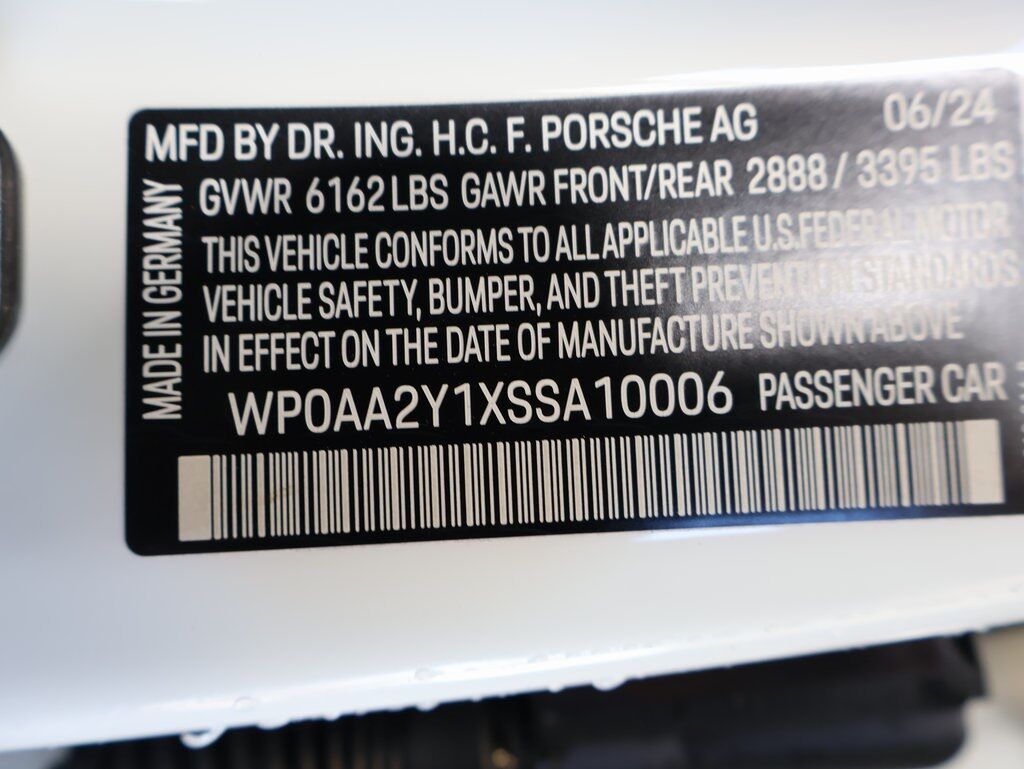 MFD BY DR. ING. H.C. F. PORSCHE AG 06/24
GVWR 6162 LBS GAWR FRONT/REAR 2888 / 3395 LBS
THIS VEHICLE CONFORMS TO ALL APPLICABLE U.S.FEDERAL MOTOR
VEHICLE SAFETY, BUMPER, AND THEFT PREVENTION STANDARDS
IN EFFECT ON THE DATE OF MANUFACTURE SHOWN ABOVE
WP0AA2Y1XSSA10006 PASSENGER CAR
MADE IN GERMANY